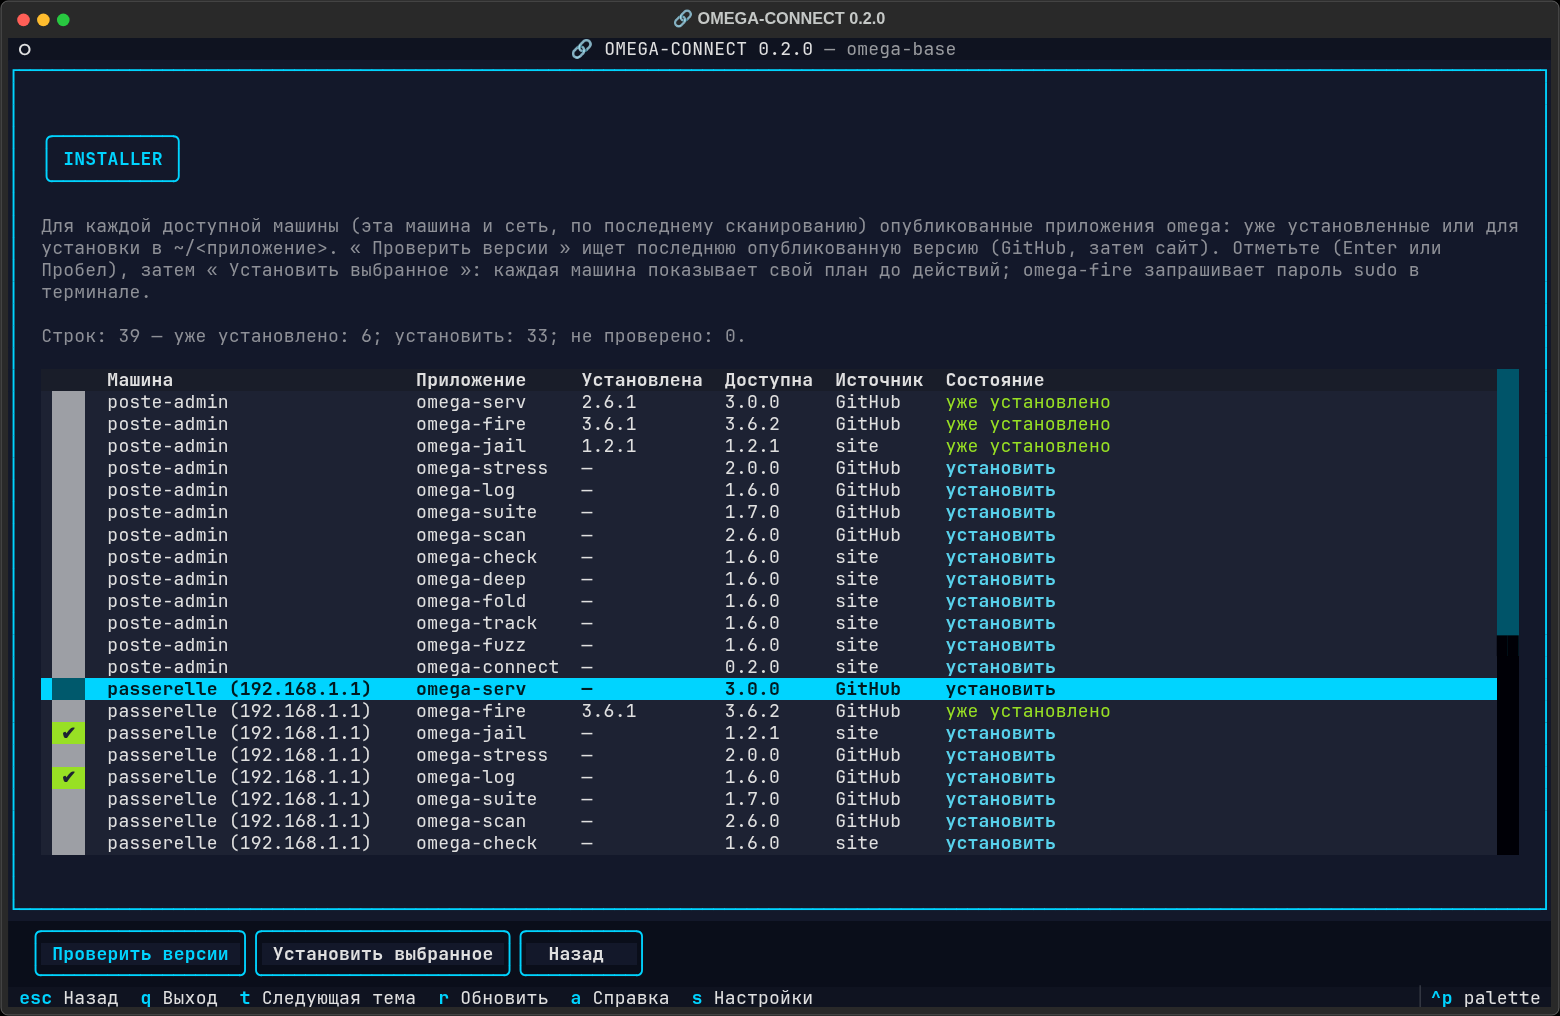 🔗 OMEGA-CONNECT 0.2.0
🔗 OMEGA-CONNECT 0.2.0 — omega-base
INSTALLER
Для каждой доступной машины (эта машина и сеть, по последнему сканированию) опубликованные приложения omega: уже установленные или для
установки в ~/<приложение>. « Проверить версии » ищет последнюю опубликованную версию (GitHub, затем сайт). Отметьте (Enter или
Пробел), затем « Установить выбранное »: каждая машина показывает свой план до действий; omega-fire запрашивает пароль sudo в
терминале.
Строк: 39 — уже установлено: 6; установить: 33; не проверено: 0.
Машина Приложение Установлена Доступна Источник Состояние
poste-admin omega-serv 2.6.1 3.0.0 GitHub уже установлено
poste-admin omega-fire 3.6.1 3.6.2 GitHub уже установлено
poste-admin omega-jail 1.2.1 1.2.1 site уже установлено
poste-admin omega-stress — 2.0.0 GitHub установить
poste-admin omega-log — 1.6.0 GitHub установить
poste-admin omega-suite — 1.7.0 GitHub установить
poste-admin omega-scan — 2.6.0 GitHub установить
poste-admin omega-check — 1.6.0 site установить
poste-admin omega-deep — 1.6.0 site установить
poste-admin omega-fold — 1.6.0 site установить
poste-admin omega-track — 1.6.0 site установить
poste-admin omega-fuzz — 1.6.0 site установить
poste-admin omega-connect — 0.2.0 site установить
passerelle (192.168.1.1) omega-serv — 3.0.0 GitHub установить
passerelle (192.168.1.1) omega-fire 3.6.1 3.6.2 GitHub уже установлено
✔ passerelle (192.168.1.1) omega-jail — 1.2.1 site установить
passerelle (192.168.1.1) omega-stress — 2.0.0 GitHub установить
✔ passerelle (192.168.1.1) omega-log — 1.6.0 GitHub установить
passerelle (192.168.1.1) omega-suite — 1.7.0 GitHub установить
passerelle (192.168.1.1) omega-scan — 2.6.0 GitHub установить
passerelle (192.168.1.1) omega-check — 1.6.0 site установить
Проверить версии Установить выбранное Назад
esc Назад q Выход t Следующая тема r Обновить a Справка s Настройки ^p palette